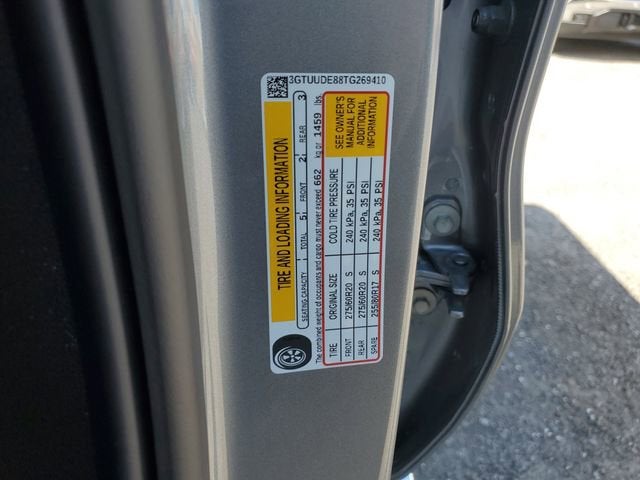 3GTUUDE88TG269410
TIRE AND LOADING INFORMATION
SEATING CAPACITY | TOTAL 5 | FRONT 2 | REAR 3
The combined weight of occupants and cargo must never exceed 662 kg or 1459 lbs.
TIRE ORIGINAL SIZE COLD TIRE PRESSURE
FRONT 275/60R20 S 240 kPa, 35 PSI
REAR 275/60R20 S 240 kPa, 35 PSI
SPARE 255/80R17 S 240 kPa, 35 PSI
SEE OWNER'S
MANUAL FOR
ADDITIONAL
INFORMATION